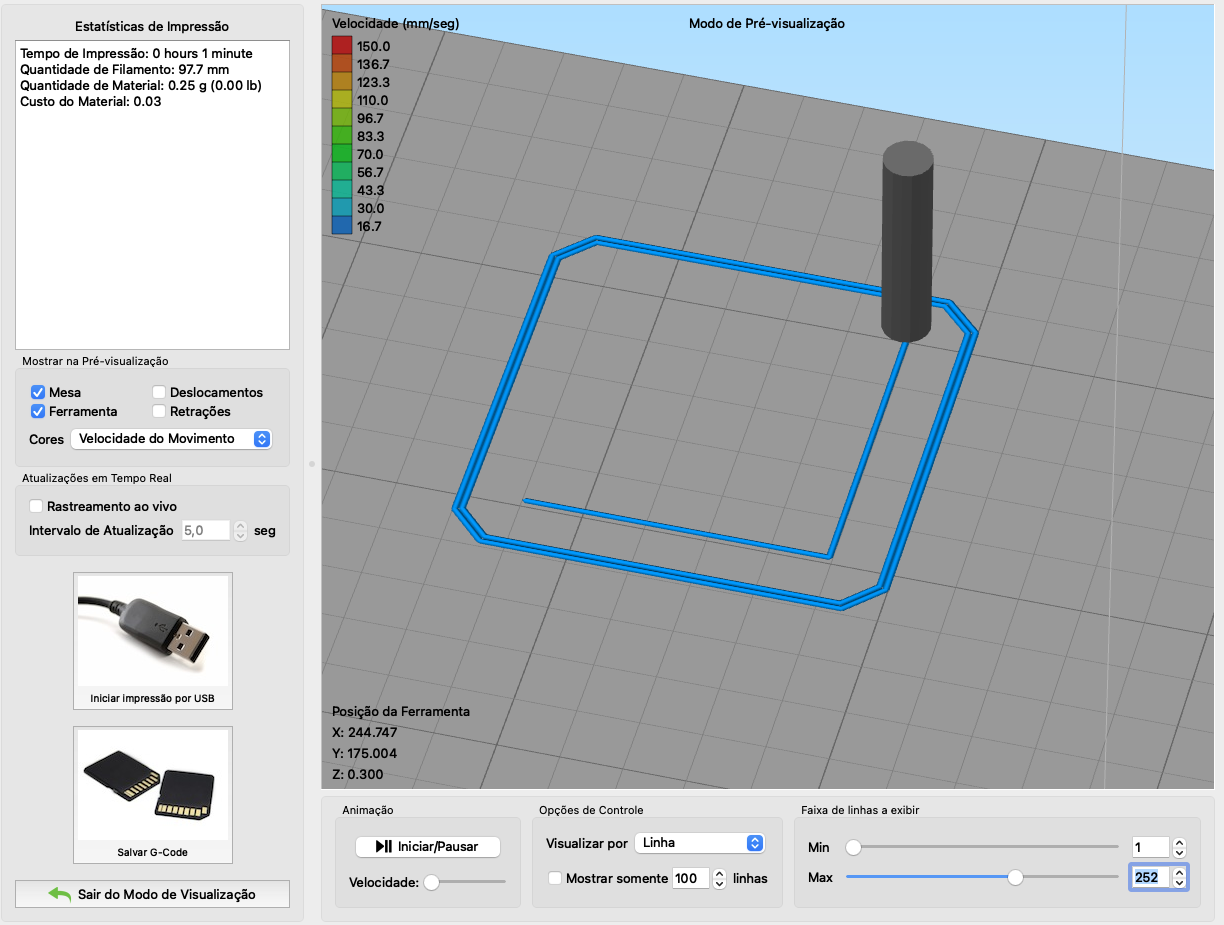 Estatísticas de Impressão
Tempo de Impressão: 0 hours 1 minute
Quantidade de Filamento: 97.7 mm
Quantidade de Material: 0.25 g (0.00 lb)
Custo do Material: 0.03
Mostrar na Pré-visualização
Mesa
Deslocamentos
Ferramenta
Retrações
Cores
Velocidade do Movimento
Atualizações em Tempo Real
Rastreamento ao vivo
Intervalo de Atualização 5,0 seg
Iniciar impressão por USB
Salvar G-Code
Sair do Modo de Visualização
Velocidade (mm/seg)
150.0
136.7
123.3
110.0
96.7
83.3
70.0
56.7
43.3
30.0
16.7
Modo de Pré-visualização
Posição da Ferramenta
X: 244.747
Y: 175.004
Z: 0.300
Animação
Iniciar/Pausar
Velocidade:
Opções de Controle
Visualizar por Linha
Mostrar somente 100 linhas
Faixa de linhas a exibir
Min 1
Max 252